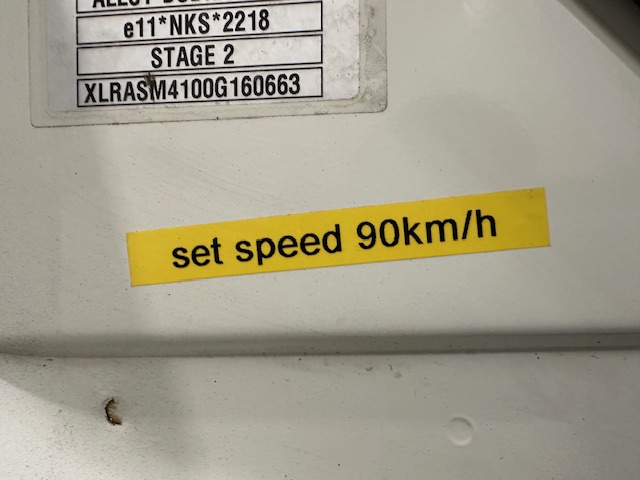 e11*NKS*2218
STAGE 2
XLRASM4100G160663
set speed 90km/h